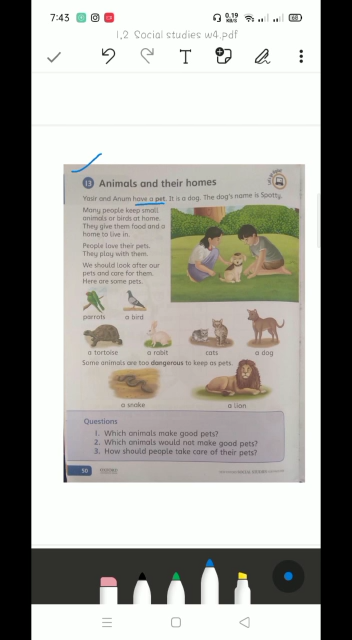 7:43
0.19
KB/S
60
1.2 Social studies w4.pdf
T
13 Animals and their homes
Yasir and Anum have a pet. It is a dog. The dog's name is Spotty.
Many people keep small
animals or birds at home.
They give them food and a
home to live in.
People love their pets.
They play with them.
We should look after our
pets and care for them.
Here are some pets.
parrots
a bird
a tortoise
a rabit
cats
a dog
Some animals are too dangerous to keep as pets.
a snake
a lion
Questions
1. Which animals make good pets?
2. Which animals would not make good pets?
3. How should people take care of their pets?
50